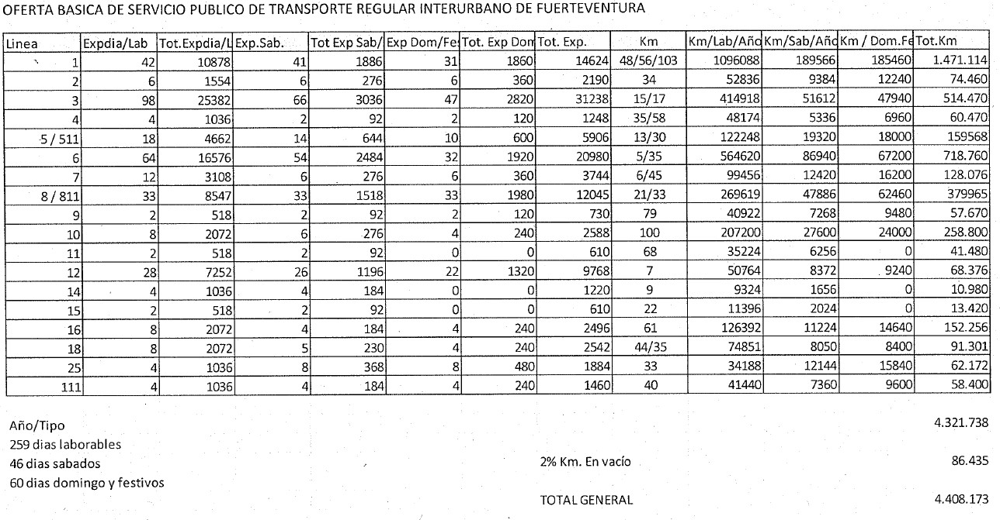 OFERTA BASICA DE SERVICIO PUBLICO DE TRANSPORTE REGULAR INTERURBANO DE FUERTEVENTURA
Linea Expdia/Lab Tot.Expdia/L Exp.Sab. Tot Exp Sab/ Exp Dom/Fes Tot. Exp Dom Tot. Exp. Km Km/Lab/Año Km/Sab/Año Km / Dom.Fe Tot.Km
1 42 10878 41 1886 31 1860 14624 48/56/103 1096088 189566 185460 1.471.114
2 6 1554 6 276 6 360 2190 34 52836 9384 12240 74.460
3 98 25382 66 3036 47 2820 31238 15/17 414918 51612 47940 514.470
4 4 1036 2 92 2 120 1248 35/58 48174 5336 6960 60.470
5 / 511 18 4662 14 644 10 600 5906 13/30 122248 19320 18000 159568
6 64 16576 54 2484 32 1920 20980 5/35 564620 86940 67200 718.760
7 12 3108 6 276 6 360 3744 6/45 99456 12420 16200 128.076
8 / 811 33 8547 33 1518 33 1980 12045 21/33 269619 47886 62460 379965
9 2 518 2 92 2 120 730 79 40922 7268 9480 57.670
10 8 2072 6 276 4 240 2588 100 207200 27600 24000 258.800
11 2 518 2 92 0 0 610 68 35224 6256 0 41.480
12 28 7252 26 1196 22 1320 9768 7 50764 8372 9240 68.376
14 4 1036 4 184 0 0 1220 9 9324 1656 0 10.980
15 2 518 2 92 0 0 610 22 11396 2024 0 13.420
16 8 2072 4 184 4 240 2496 61 126392 11224 14640 152.256
18 8 2072 5 230 4 240 2542 44/35 74851 8050 8400 91.301
25 4 1036 8 368 8 480 1884 33 34188 12144 15840 62.172
111 4 1036 4 184 4 240 1460 40 41440 7360 9600 58.400
Año/Tipo 4.321.738
259 dias laborables
46 dias sabados 2% Km. En vacío 86.435
60 dias domingo y festivos
TOTAL GENERAL 4.408.173